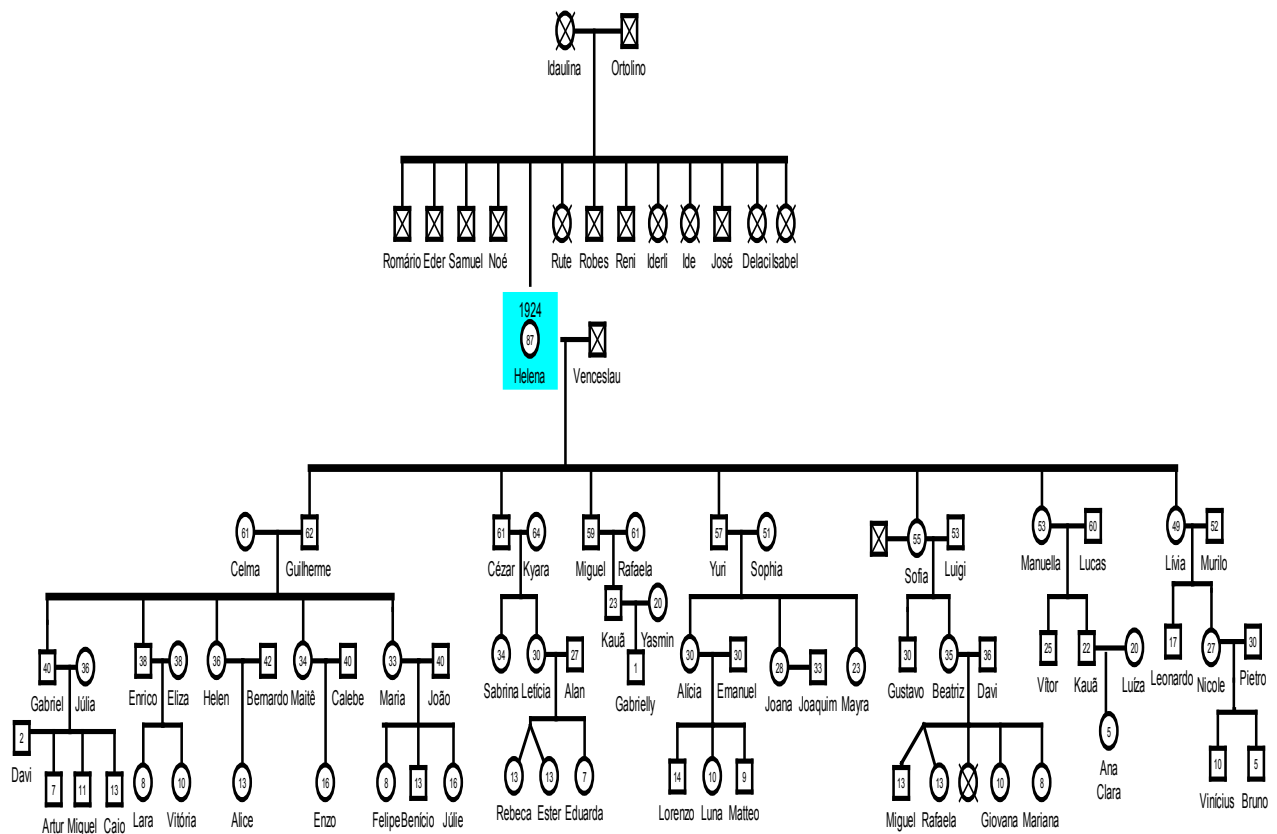 Idaulina Ortolino
Romário Eder Samuel Noé Rute Robes Reni Iderli Ide José Delaci Isabel
1924
87
Helena Venceslau
61 62 61 64 59 61 57 51 55 53 53 60 49 52
Celma Guilherme Cézar Kyara Miguel Rafaela Yuri Sophia Sofia Luigi Manuella Lucas Lívia Murilo
23 20
Kauã Yasmin
40 36 38 38 36 42 34 40 33 40 34 30 27 1 30 30 28 33 23 30 35 36 25 22 20 17 27 30
Gabriel Júlia Enrico Eliza Helen Bernardo Maitê Calebe Maria João Sabrina Letícia Alan Gabrielly Alícia Emanuel Joana Joaquim Mayra Gustavo Beatriz Davi Vítor Kauã Luíza Leonardo Nicole Pietro
2
Davi
5
Ana
Clara
7 11 13 8 10 13 16 8 13 16 13 13 7 14 10 9 13 13 10 8 10 5
Artur Miguel Caio Lara Vitória Alice Enzo Felipe Benício Júlie Rebeca Ester Eduarda Lorenzo Luna Matteo Miguel Rafaela Giovana Mariana Vinícius Bruno